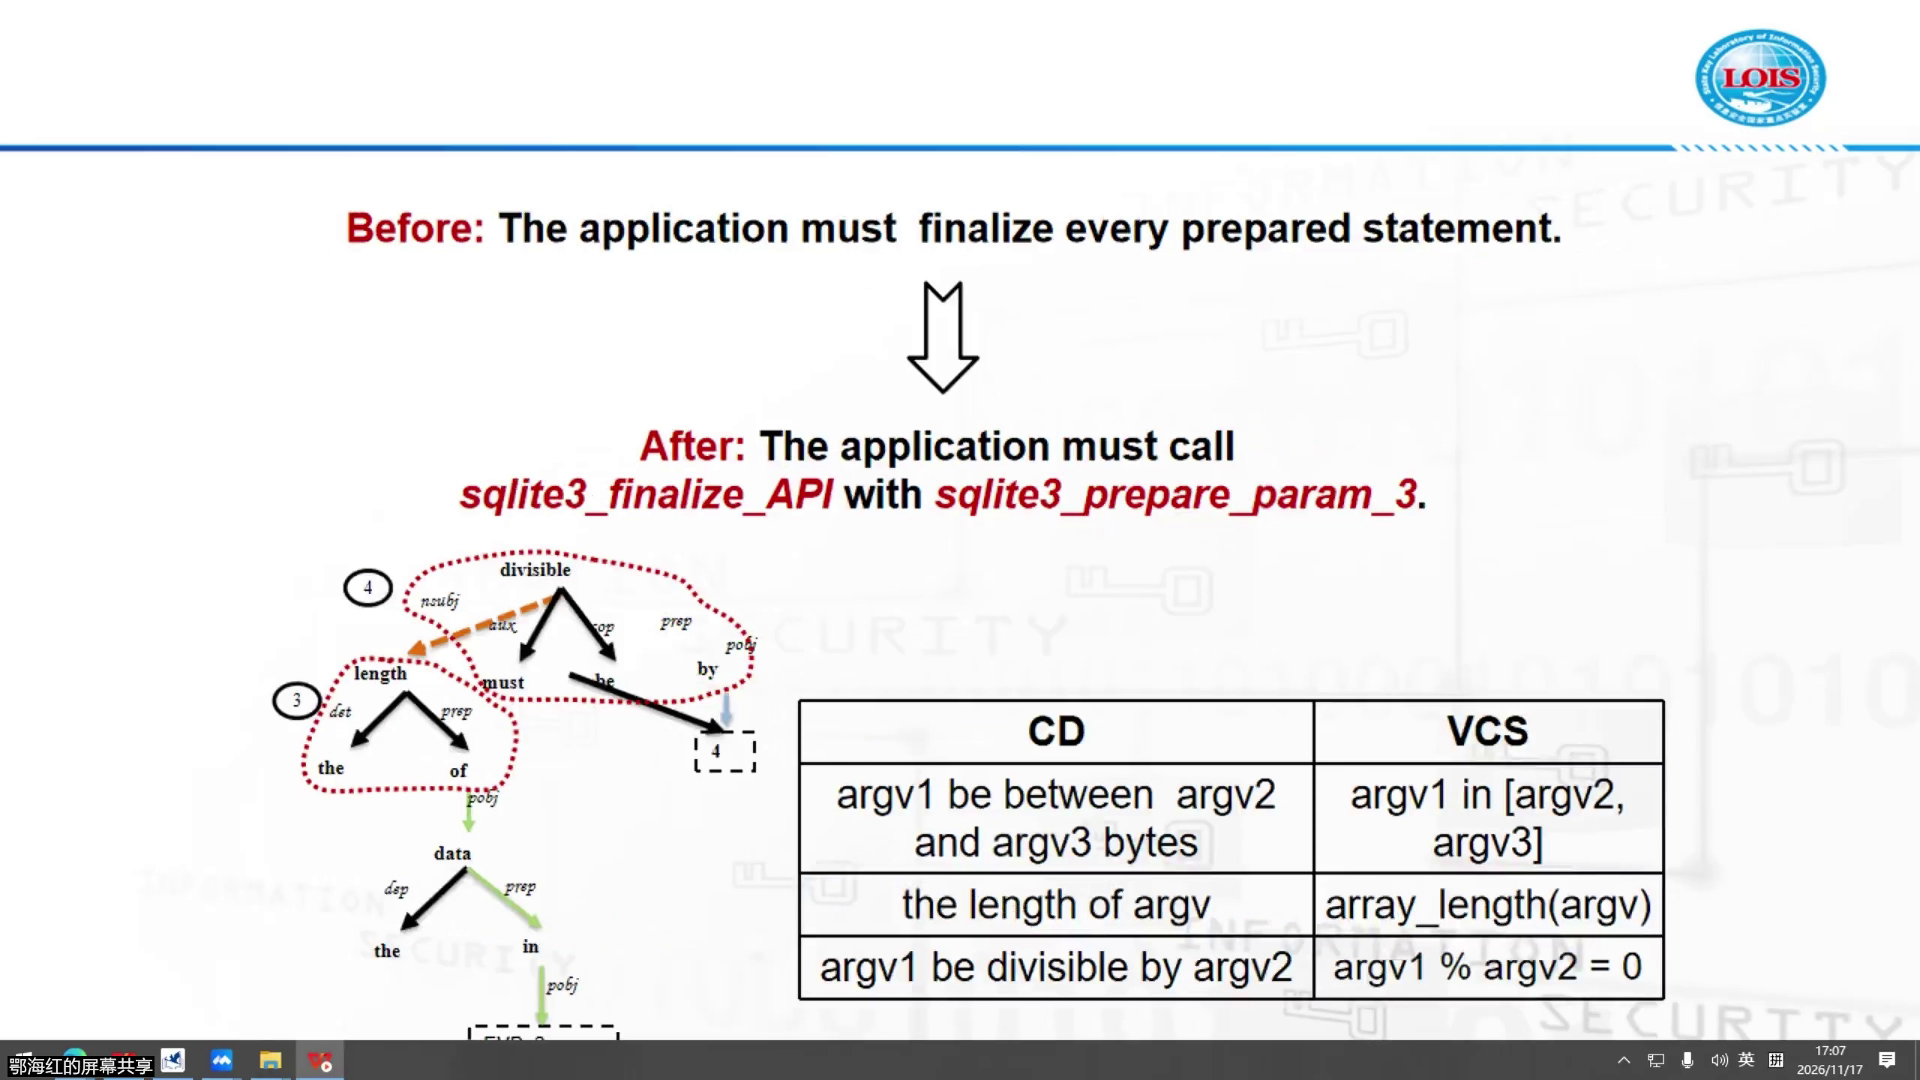 LOIS
Before: The application must finalize every prepared statement.
After: The application must call
sqlite3_finalize_API with sqlite3_prepare_param_3.
divisible
4
nsubj
aux
cop
prep
pobj
length
must
be
by
3
det
prep
4
the
of
pobj
data
dep
prep
the
in
pobj
CD
VCS
argv1 be between argv2
and argv3 bytes
argv1 in [argv2,
argv3]
the length of argv
array_length(argv)
argv1 be divisible by argv2
argv1 % argv2 = 0
INFORMATION
SECURITY
鄂海红的屏幕共享
英
拼
17:07
2026/11/17